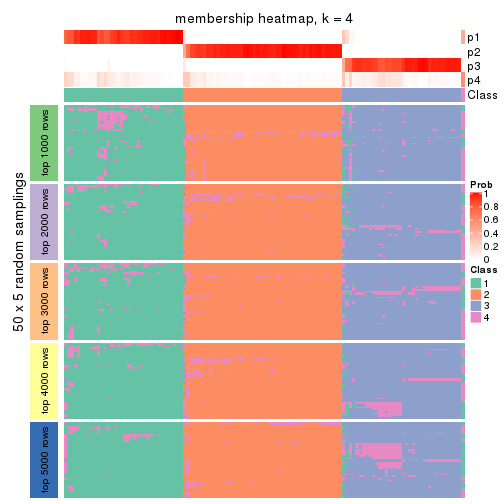 membership heatmap, k = 4
p1
p2
p3
p4
Class
50 x 5 random samplings
top 1000 rows
top 2000 rows
top 3000 rows
top 4000 rows
top 5000 rows
Prob
1
0.8
0.6
0.4
0.2
0
Class
1
2
3
4